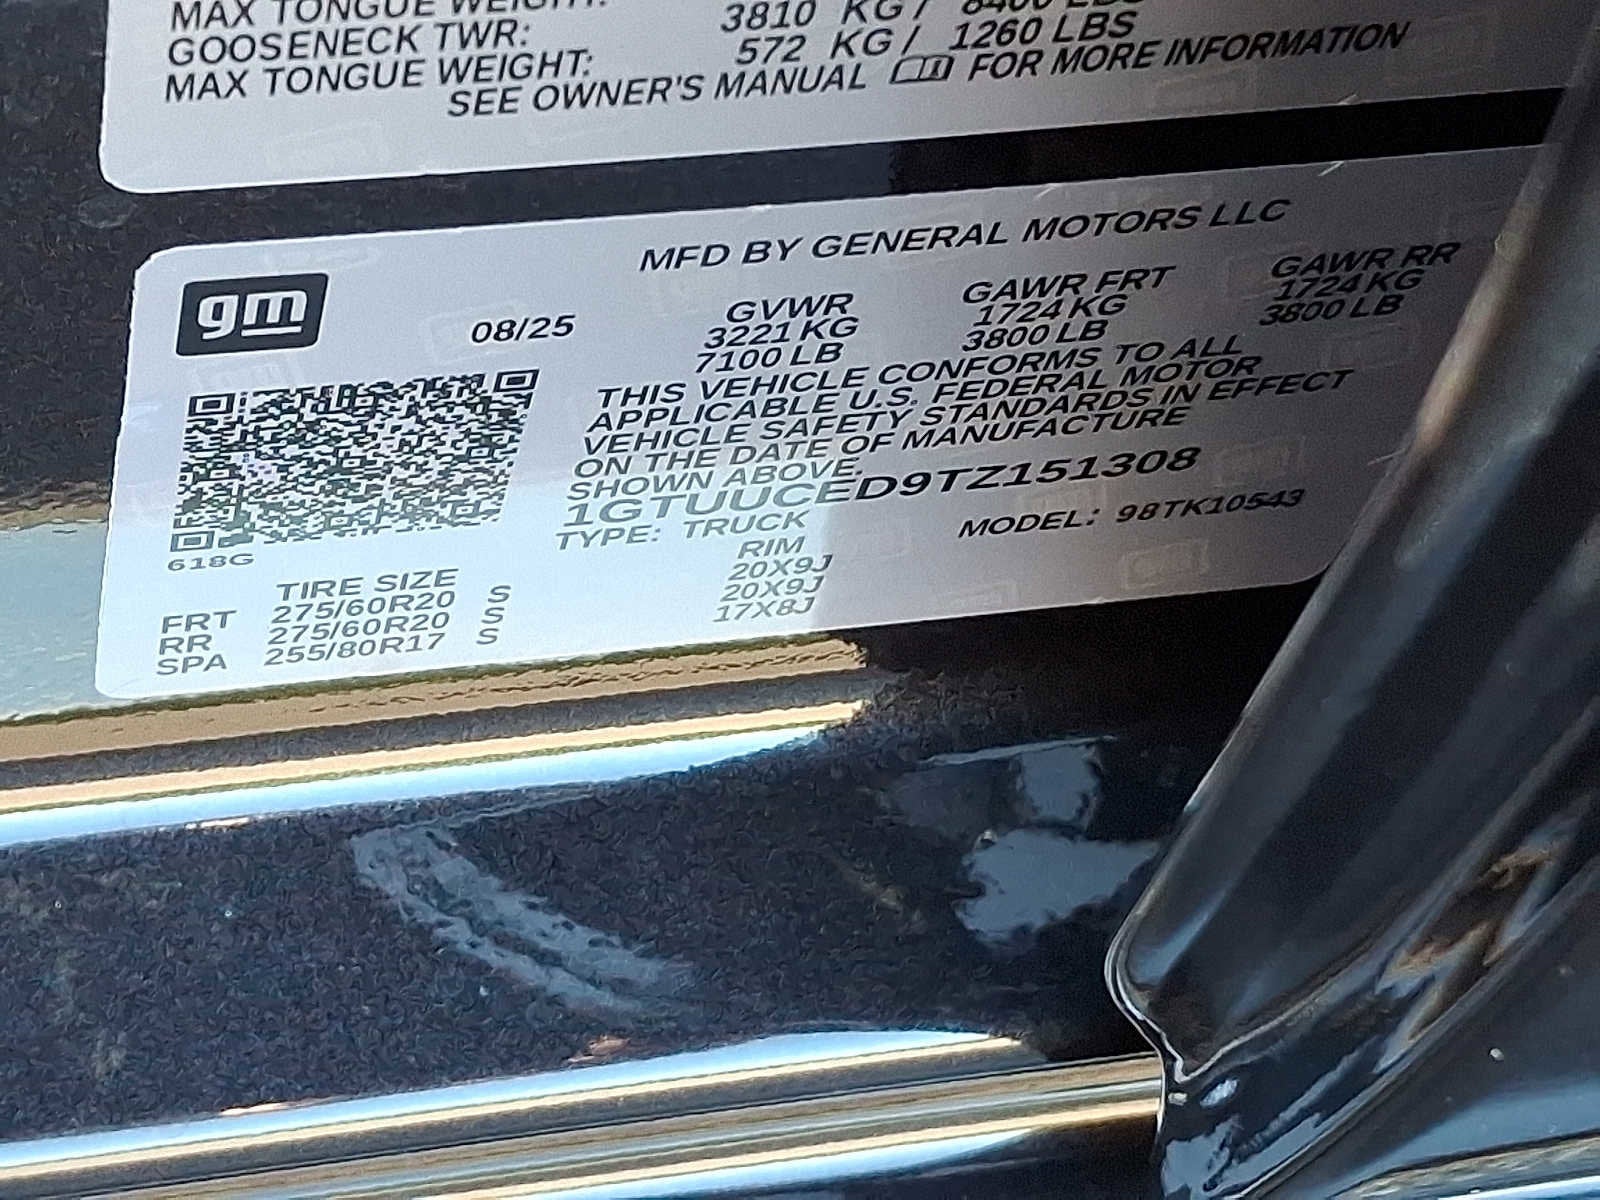 MAX TONGUE WEIGHT:
GOOSENECK TWR: 3810 KG / 8400 LBS
MAX TONGUE WEIGHT: 572 KG / 1260 LBS
SEE OWNER'S MANUAL FOR MORE INFORMATION
MFD BY GENERAL MOTORS LLC
gm
08/25
GVWR GAWR FRT GAWR RR
3221 KG 1724 KG 1724 KG
7100 LB 3800 LB 3800 LB
THIS VEHICLE CONFORMS TO ALL
APPLICABLE U.S. FEDERAL MOTOR
VEHICLE SAFETY STANDARDS IN EFFECT
ON THE DATE OF MANUFACTURE
SHOWN ABOVE.
1GTUUCED9TZ151308
TYPE: TRUCK MODEL: 98TK10543
618G
TIRE SIZE RIM
FRT 275/60R20 S 20X9J
RR 275/60R20 S 20X9J
SPA 255/80R17 S 17X8J